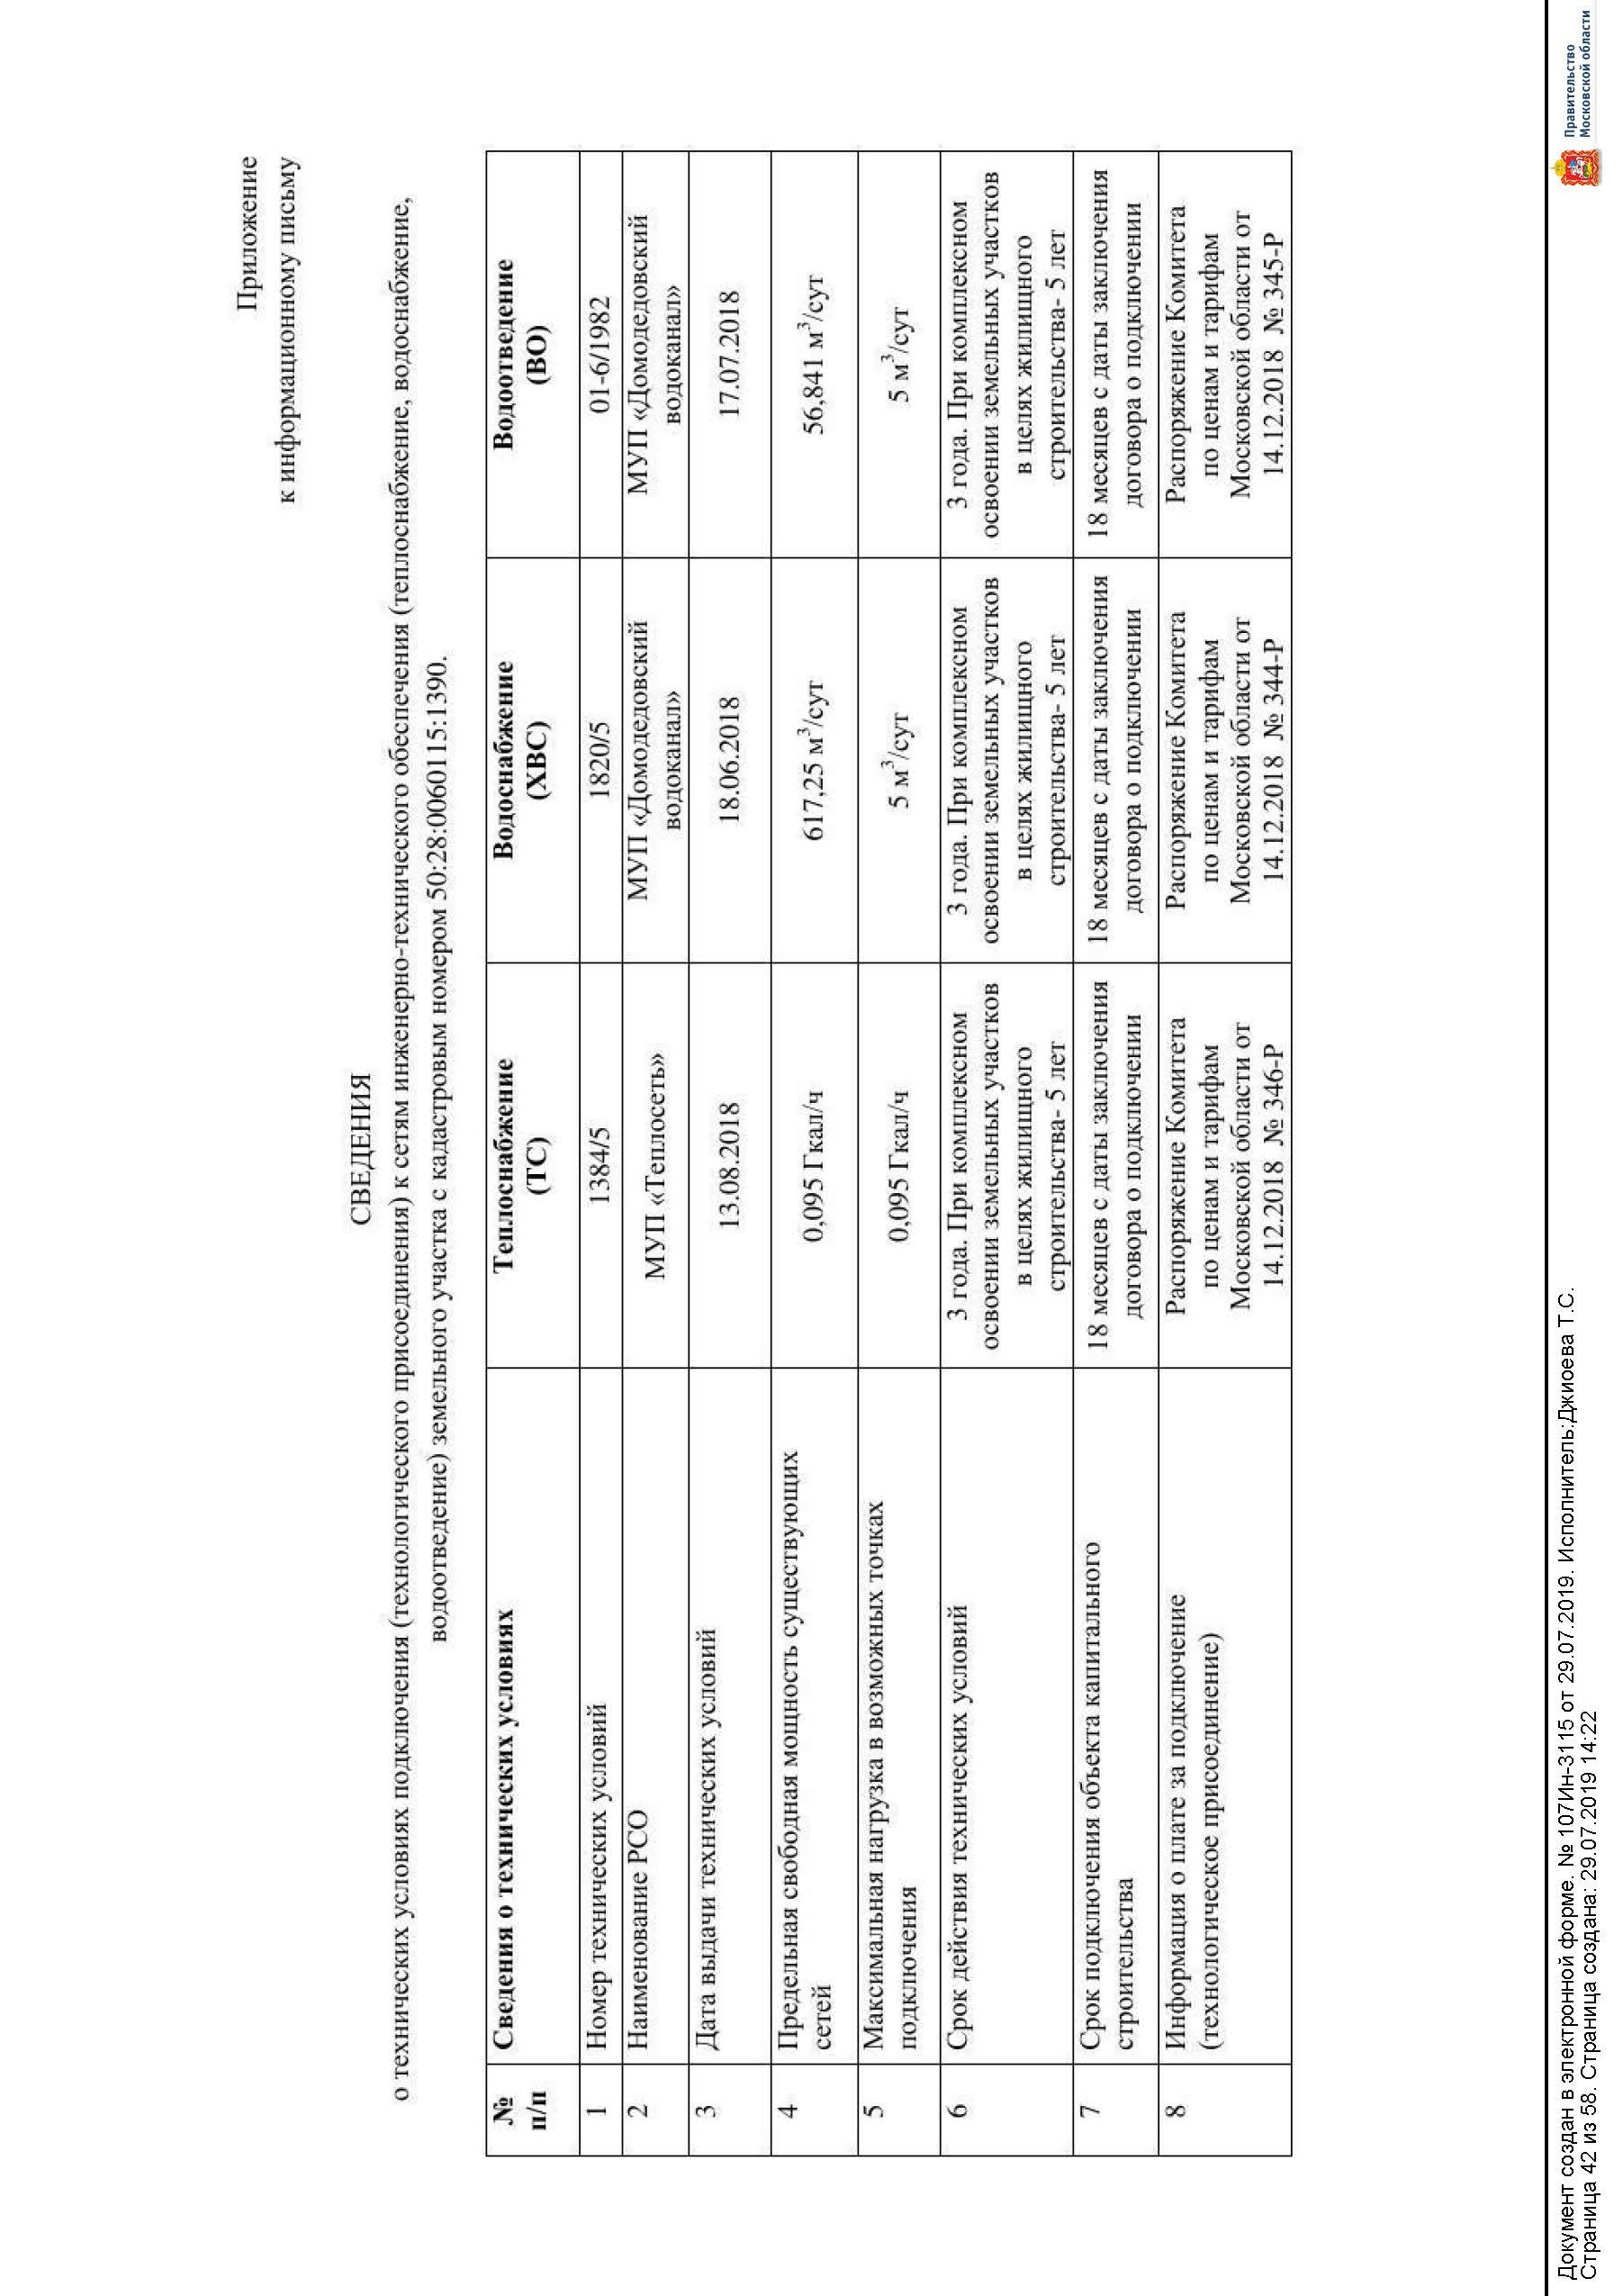 Приложение
к информационному письму
СВЕДЕНИЯ
о технических условиях подключения (технологического присоединения) к сетям инженерно-технического обеспечения (теплоснабжение, водоснабжение,
водоотведение) земельного участка с кадастровым номером 50:28:0060115:1390.
№ п/п Сведения о технических условиях Теплоснабжение (ТС) Водоснабжение (ХВС) Водоотведение (ВО)
1 Номер технических условий 1384/5 1820/5 01-6/1982
2 Наименование РСО МУП «Теплосеть» МУП «Домодедовский водоканал» МУП «Домодедовский водоканал»
3 Дата выдачи технических условий 13.08.2018 18.06.2018 17.07.2018
4 Предельная свободная мощность существующих сетей 0,095 Гкал/ч 617,25 м³/сут 56,841 м³/сут
5 Максимальная нагрузка в возможных точках подключения 0,095 Гкал/ч 5 м³/сут 5 м³/сут
6 Срок действия технических условий 3 года. При комплексном освоении земельных участков в целях жилищного строительства- 5 лет 3 года. При комплексном освоении земельных участков в целях жилищного строительства- 5 лет 3 года. При комплексном освоении земельных участков в целях жилищного строительства- 5 лет
7 Срок подключения объекта капитального строительства 18 месяцев с даты заключения договора о подключении 18 месяцев с даты заключения договора о подключении 18 месяцев с даты заключения договора о подключении
8 Информация о плате за подключение (технологическое присоединение) Распоряжение Комитета по ценам и тарифам Московской области от 14.12.2018 № 346-Р Распоряжение Комитета по ценам и тарифам Московской области от 14.12.2018 № 344-Р Распоряжение Комитета по ценам и тарифам Московской области от 14.12.2018 № 345-Р
Документ создан в электронной форме. № 107Ин-3115 от 29.07.2019. Исполнитель:Джиоева Т.С.
Страница 42 из 58. Страница создана: 29.07.2019 14:22
Правительство
Московской области